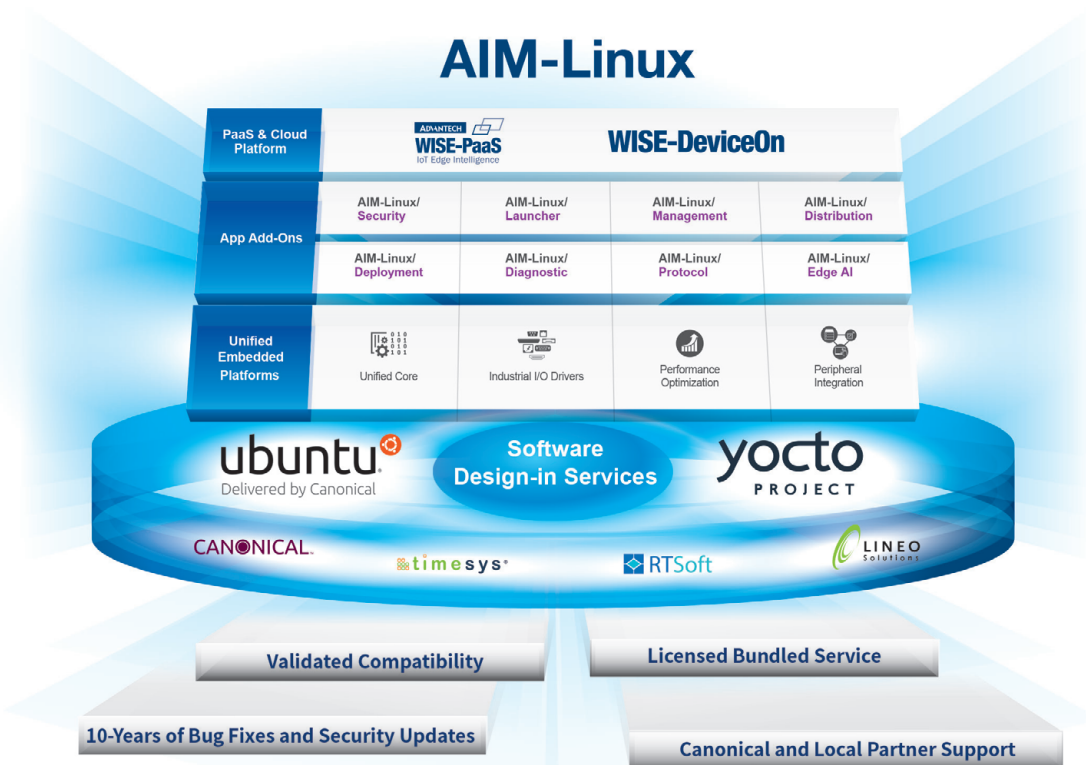 AIM-Linux
PaaS & Cloud
Platform
ADVANTECH
WISE-PaaS
IoT Edge Intelligence
WISE-DeviceOn
App Add-Ons
AIM-Linux/
Security
AIM-Linux/
Launcher
AIM-Linux/
Management
AIM-Linux/
Distribution
AIM-Linux/
Deployment
AIM-Linux/
Diagnostic
AIM-Linux/
Protocol
AIM-Linux/
Edge AI
Unified
Embedded
Platforms
010
101
010
101
Unified Core
Industrial I/O Drivers
Performance
Optimization
Peripheral
Integration
ubuntu
Delivered by Canonical
Software
Design-in Services
yocto
PROJECT
CANONICAL
timesys
RTSoft
LINEO
Solutions
Validated Compatibility
Licensed Bundled Service
10-Years of Bug Fixes and Security Updates
Canonical and Local Partner Support